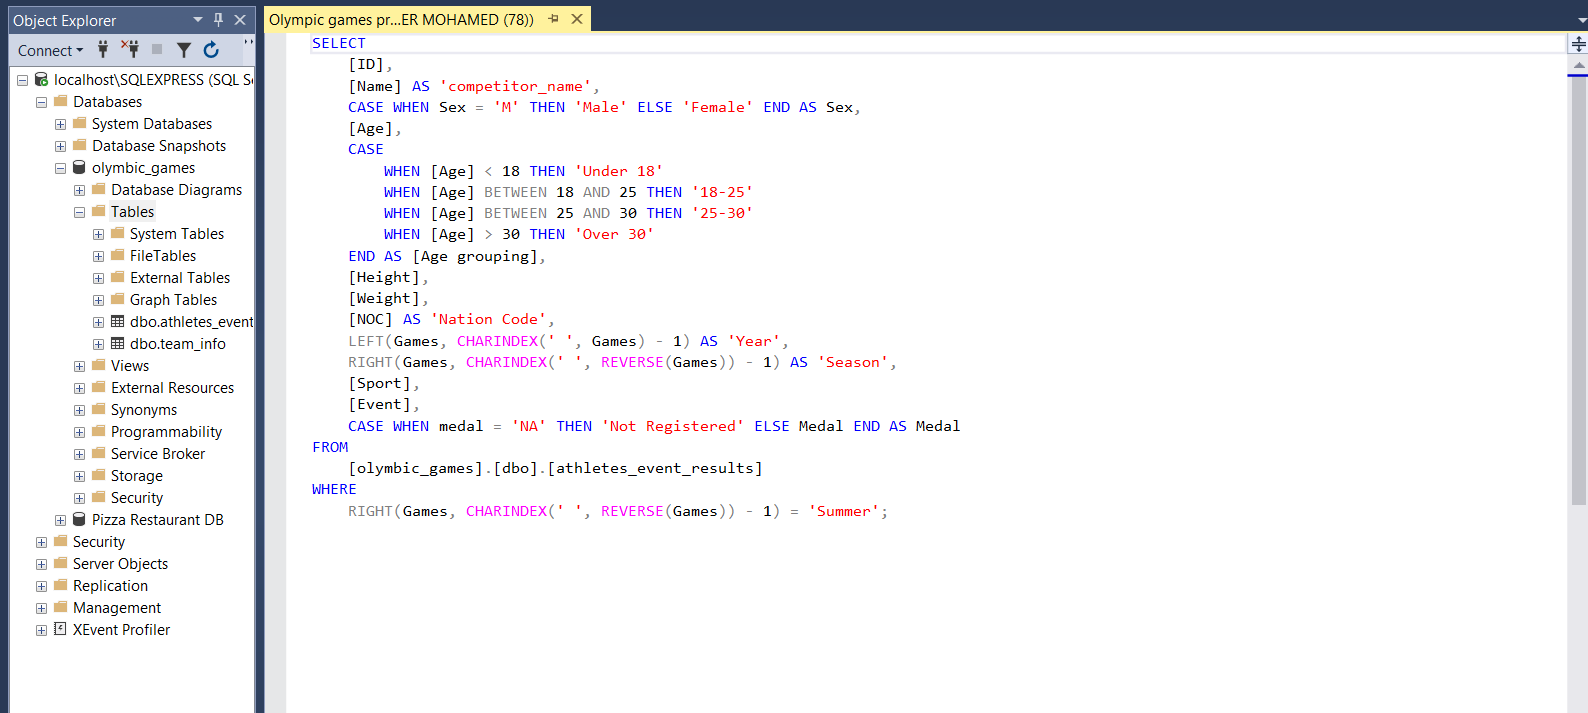 Object Explorer
Connect
localhost\SQLEXPRESS (SQL S
Databases
System Databases
Database Snapshots
olymbic_games
Database Diagrams
Tables
System Tables
FileTables
External Tables
Graph Tables
dbo.athletes_event
dbo.team_info
Views
External Resources
Synonyms
Programmability
Service Broker
Storage
Security
Pizza Restaurant DB
Security
Server Objects
Replication
Management
XEvent Profiler
Olympic games pr...ER MOHAMED (78))
SELECT
[ID],
[Name] AS 'competitor_name',
CASE WHEN Sex = 'M' THEN 'Male' ELSE 'Female' END AS Sex,
[Age],
CASE
WHEN [Age] < 18 THEN 'Under 18'
WHEN [Age] BETWEEN 18 AND 25 THEN '18-25'
WHEN [Age] BETWEEN 25 AND 30 THEN '25-30'
WHEN [Age] > 30 THEN 'Over 30'
END AS [Age grouping],
[Height],
[Weight],
[NOC] AS 'Nation Code',
LEFT(Games, CHARINDEX(' ', Games) - 1) AS 'Year',
RIGHT(Games, CHARINDEX(' ', REVERSE(Games)) - 1) AS 'Season',
[Sport],
[Event],
CASE WHEN medal = 'NA' THEN 'Not Registered' ELSE Medal END AS Medal
FROM
[olymbic_games].[dbo].[athletes_event_results]
WHERE
RIGHT(Games, CHARINDEX(' ', REVERSE(Games)) - 1) = 'Summer';